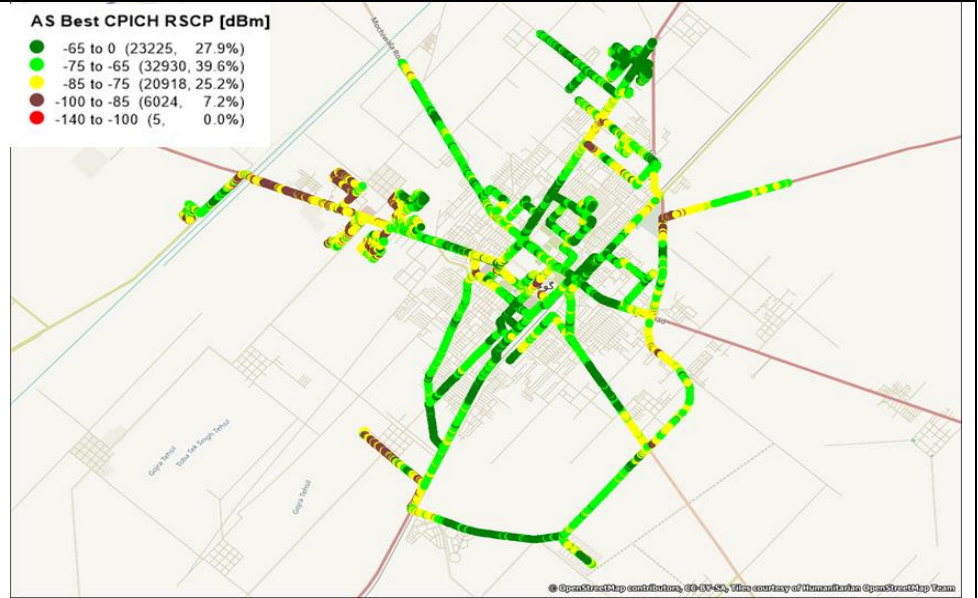 AS Best CPICH RSCP [dBm]
-65 to 0 (23225, 27.9%)
-75 to -65 (32930, 39.6%)
-85 to -75 (20918, 25.2%)
-100 to -85 (6024, 7.2%)
-140 to -100 (5, 0.0%)
Mochiwala Ro
Gojra Tehsil
Toba Tek Singh Tehsil
Gojra Tehsil
© OpenStreetMap contributors, CC-BY-SA, Tiles courtesy of Humanitarian OpenStreetMap Team